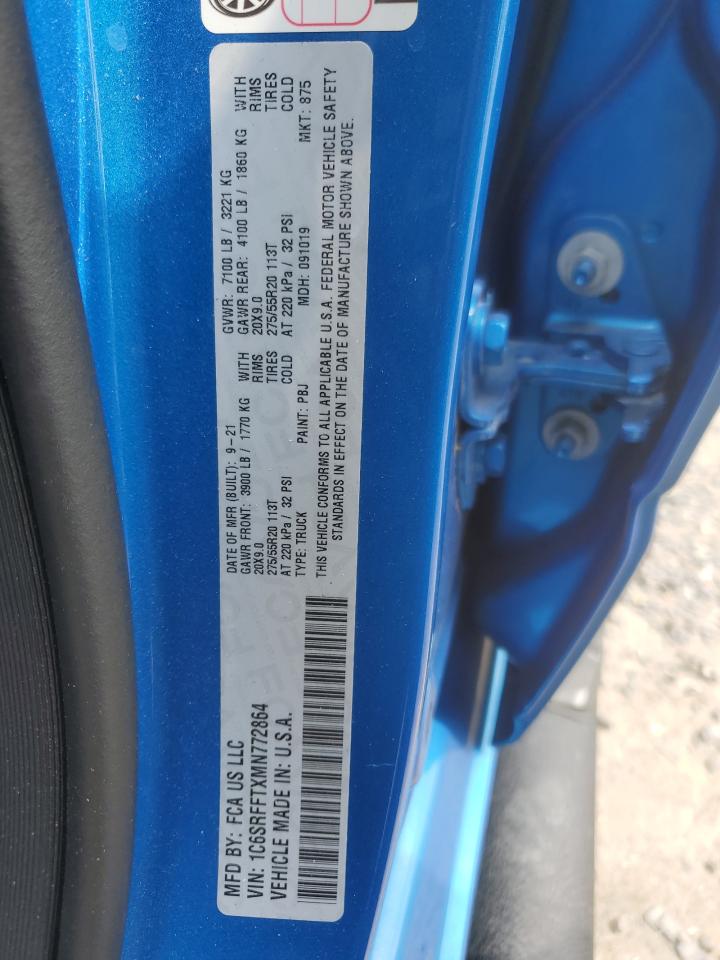 MFD BY: FCA US LLC
VIN: 1C6SRFFTXMN772864
VEHICLE MADE IN: U.S.A.
DATE OF MFR (BUILT): 9-21
GAWR FRONT: 3900 LB / 1770 KG WITH
20X9.0 RIMS
275/55R20 113T TIRES
AT 220 kPa / 32 PSI COLD
TYPE: TRUCK PAINT: PBJ
GVWR: 7100 LB / 3221 KG
GAWR REAR: 4100 LB / 1860 KG WITH
20X9.0 RIMS
275/55R20 113T TIRES
AT 220 kPa / 32 PSI COLD
MDH: 091019 MKT: 875
THIS VEHICLE CONFORMS TO ALL APPLICABLE U.S.A. FEDERAL MOTOR VEHICLE SAFETY
STANDARDS IN EFFECT ON THE DATE OF MANUFACTURE SHOWN ABOVE.